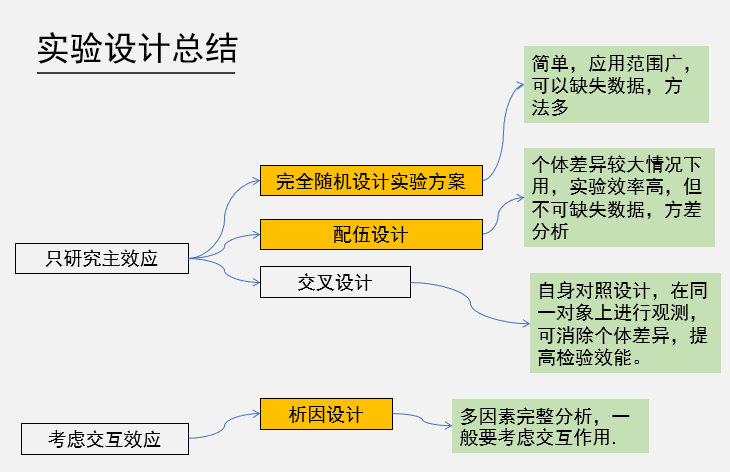 实验设计总结
简单，应用范围广，
可以缺失数据，方
法多
完全随机设计实验方案
个体差异较大情况下
用，实验效率高，但
不可缺失数据，方差
分析
配伍设计
只研究主效应
交叉设计
自身对照设计，在同
一对象上进行观测，
可消除个体差异，提
高检验效能。
析因设计
多因素完整分析，一
般要考虑交互作用.
考虑交互效应